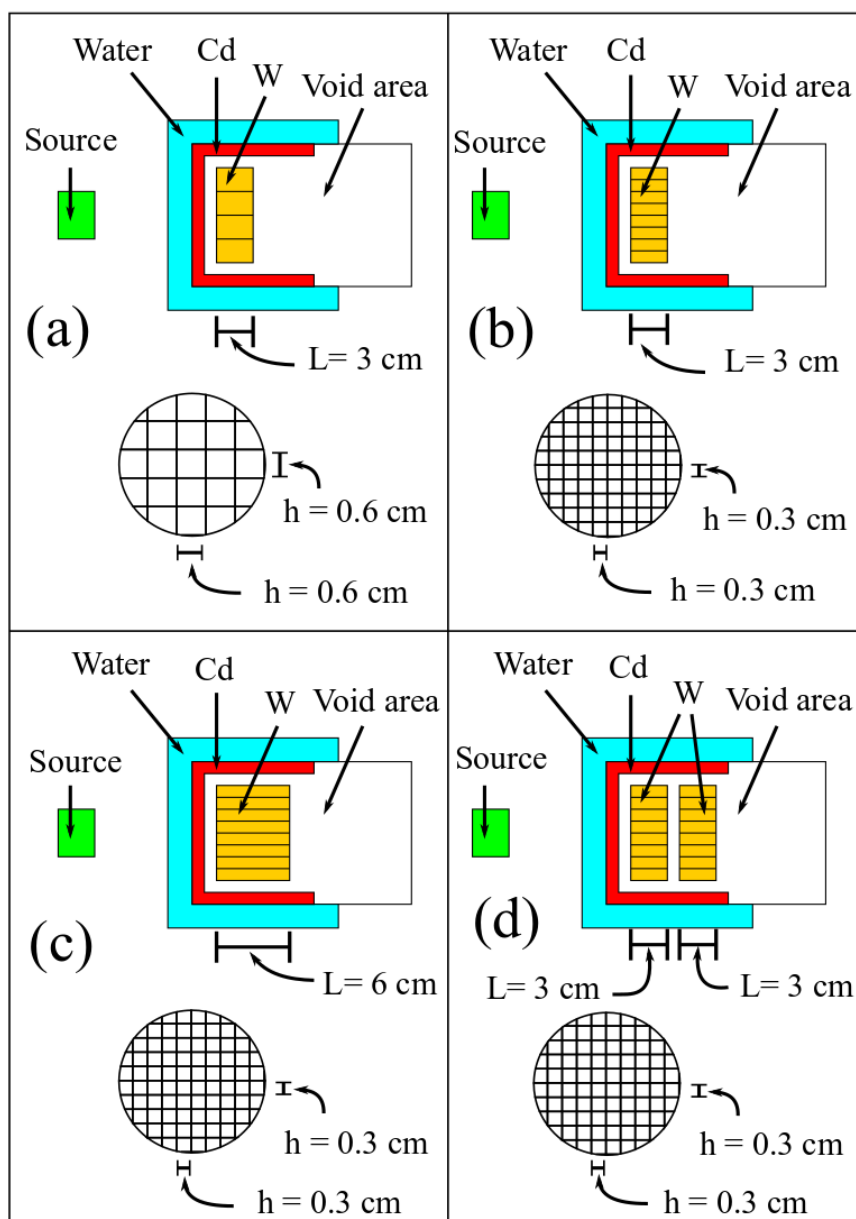 Water
Cd
W
Void area
Source
(a)
L= 3 cm
h = 0.6 cm
h = 0.6 cm
Water
Cd
W
Void area
Source
(b)
L= 3 cm
h = 0.3 cm
h = 0.3 cm
Water
Cd
W
Void area
Source
(c)
L= 6 cm
h = 0.3 cm
h = 0.3 cm
Water
Cd
W
Void area
Source
(d)
L= 3 cm
L= 3 cm
h = 0.3 cm
h = 0.3 cm